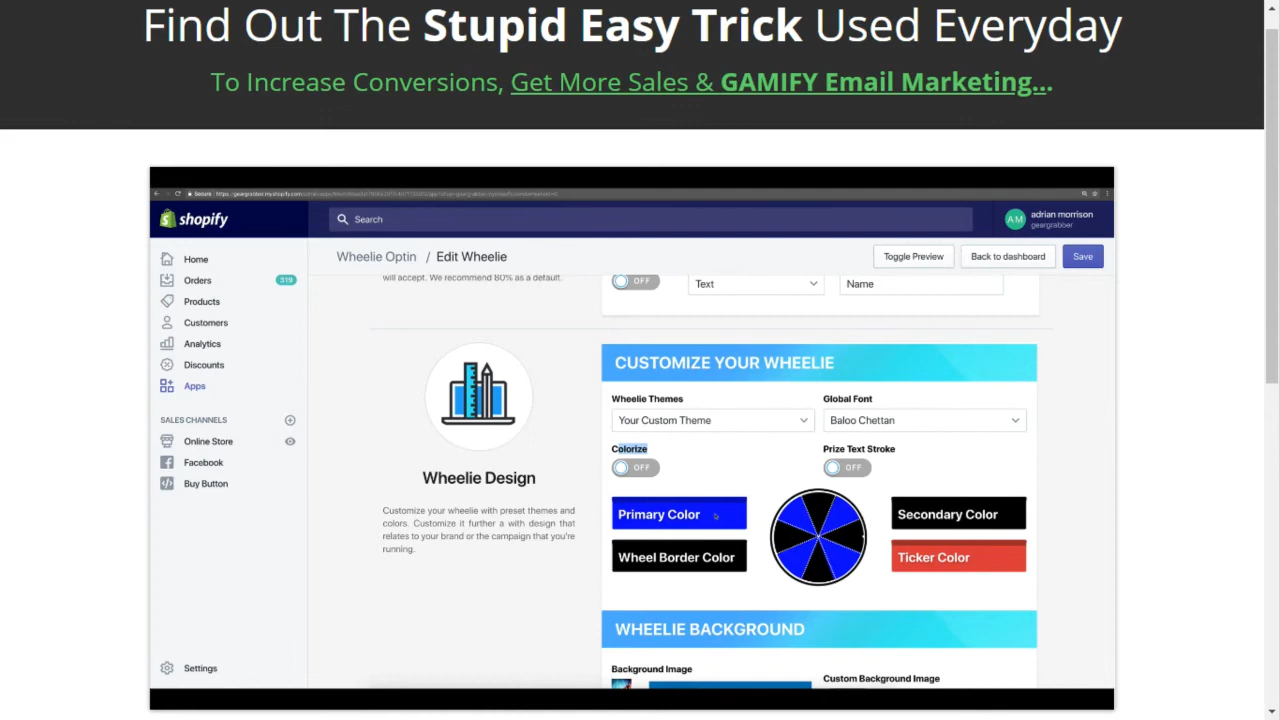 Find Out The Stupid Easy Trick Used Everyday
To Increase Conversions, Get More Sales & GAMIFY Email Marketing...
Secure
shopify
Search
AM
adrian morrison
geargrabber
Home
Orders
319
Products
Customers
Analytics
Discounts
Apps
SALES CHANNELS
Online Store
Facebook
Buy Button
Settings
Wheelie Optin / Edit Wheelie
Toggle Preview
Back to dashboard
Save
will accept. We recommend 80% as a default.
OFF
Text
Name
Wheelie Design
Customize your wheelie with preset themes and
colors. Customize it further a with design that
relates to your brand or the campaign that you're
running.
CUSTOMIZE YOUR WHEELIE
Wheelie Themes
Global Font
Your Custom Theme
Baloo Chettan
Colorize
Prize Text Stroke
OFF
OFF
Primary Color
Secondary Color
Wheel Border Color
Ticker Color
WHEELIE BACKGROUND
Background Image
Custom Background Image